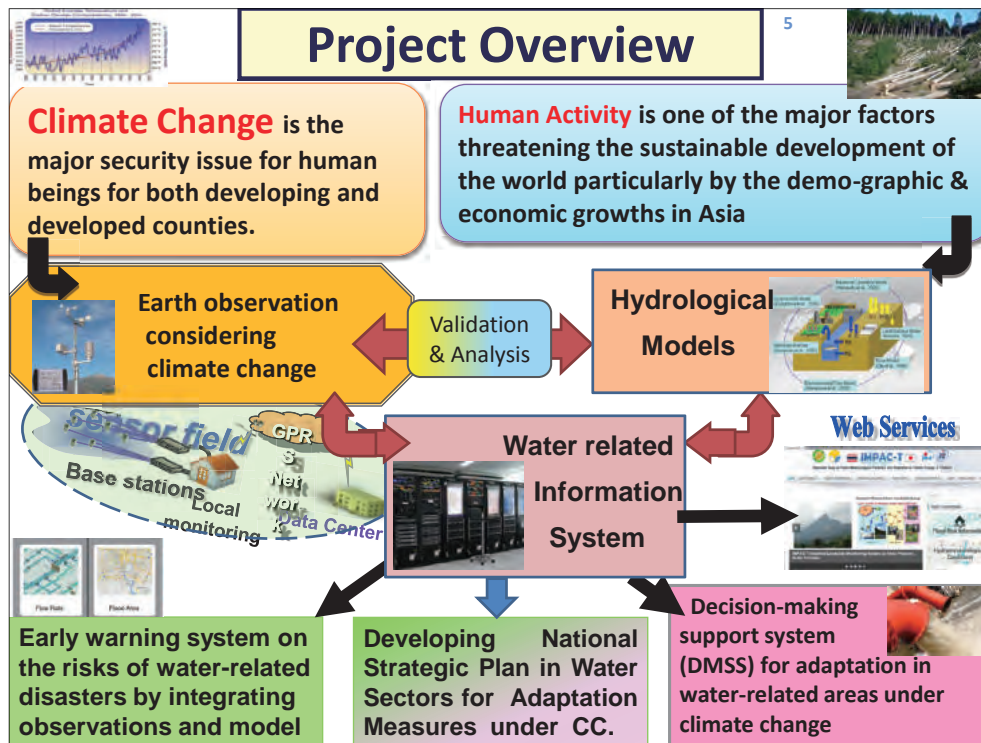 Project Overview
5
Climate Change is the
major security issue for human
beings for both developing and
developed counties.
Human Activity is one of the major factors
threatening the sustainable development of
the world particularly by the demo-graphic &
economic growths in Asia
Earth observation
considering
climate change
Validation
& Analysis
Hydrological
Models
sensor field
GPR
S
Net
wor
k
Base stations
Local
monitoring
Data Center
Water related
Information
System
Web Services
IMPAC-T
Flow Rate
Flood Area
Early warning system on
the risks of water-related
disasters by integrating
observations and model
Developing National
Strategic Plan in Water
Sectors for Adaptation
Measures under CC.
Decision-making
support system
(DMSS) for adaptation in
water-related areas under
climate change